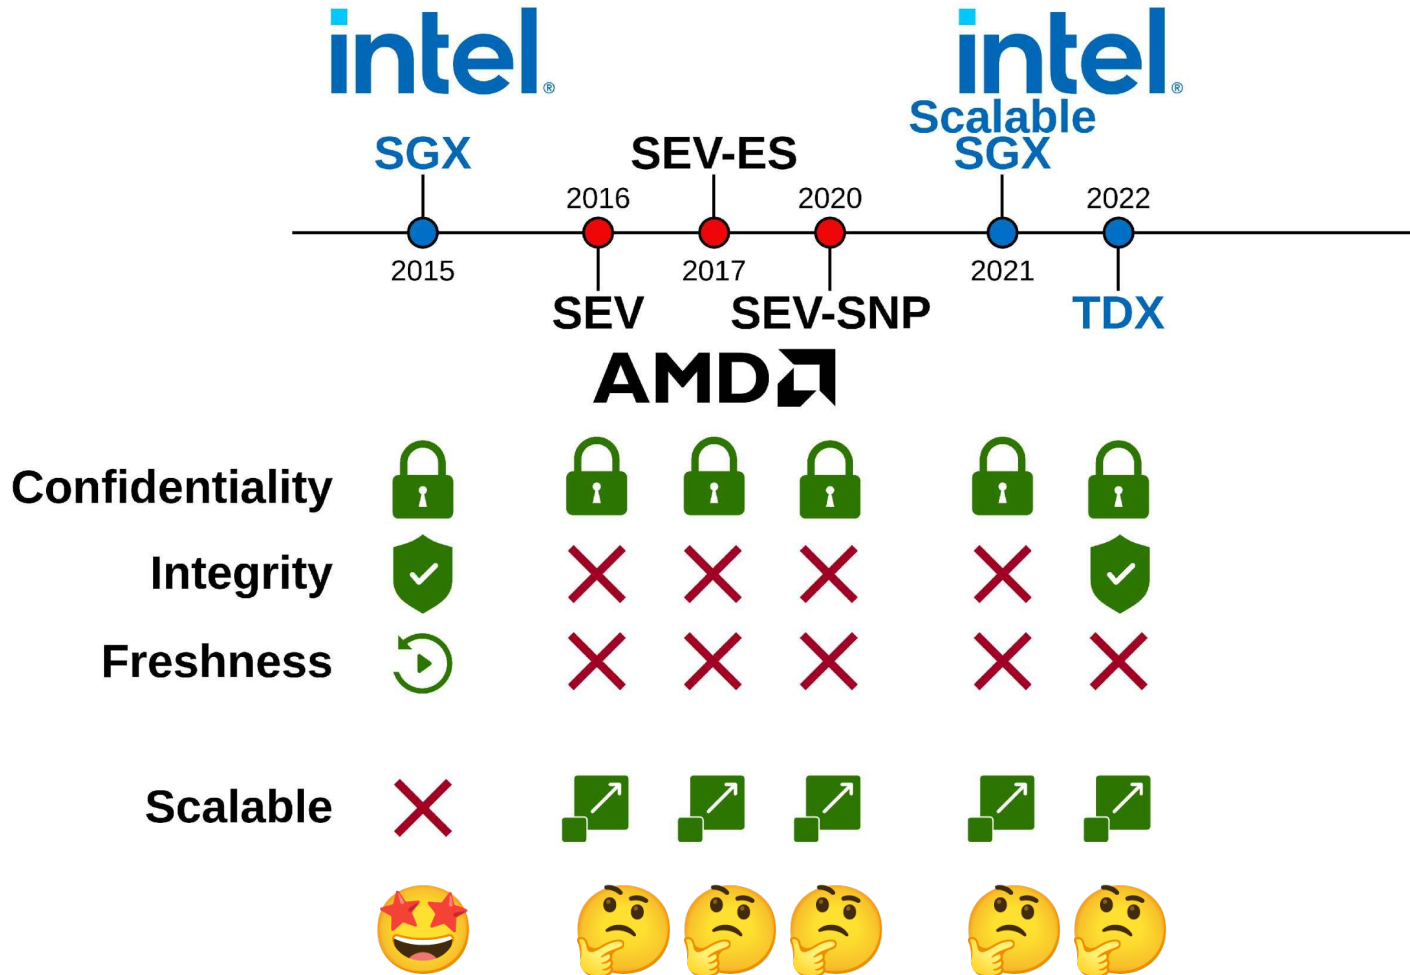 intel® intel®
Scalable
SGX SEV-ES SGX
2016 2020 2022
2015 2017 2021
SEV SEV-SNP TDX
AMD
Confidentiality
Integrity
Freshness
Scalable